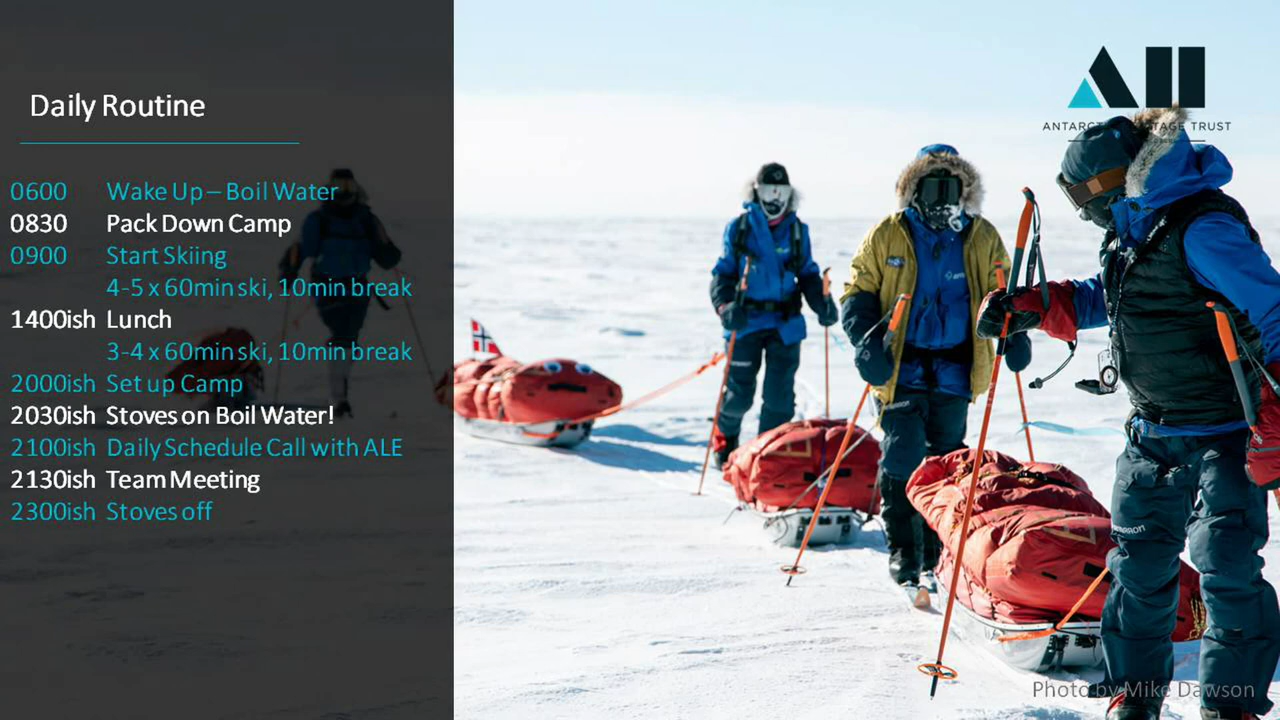 Daily Routine
0600 Wake Up – Boil Water
0830 Pack Down Camp
0900 Start Skiing
4-5 x 60min ski, 10min break
1400ish Lunch
3-4 x 60min ski, 10min break
2000ish Set up Camp
2030ish Stoves on Boil Water!
2100ish Daily Schedule Call with ALE
2130ish Team Meeting
2300ish Stoves off
TRUST
Photo by Mike Dawson